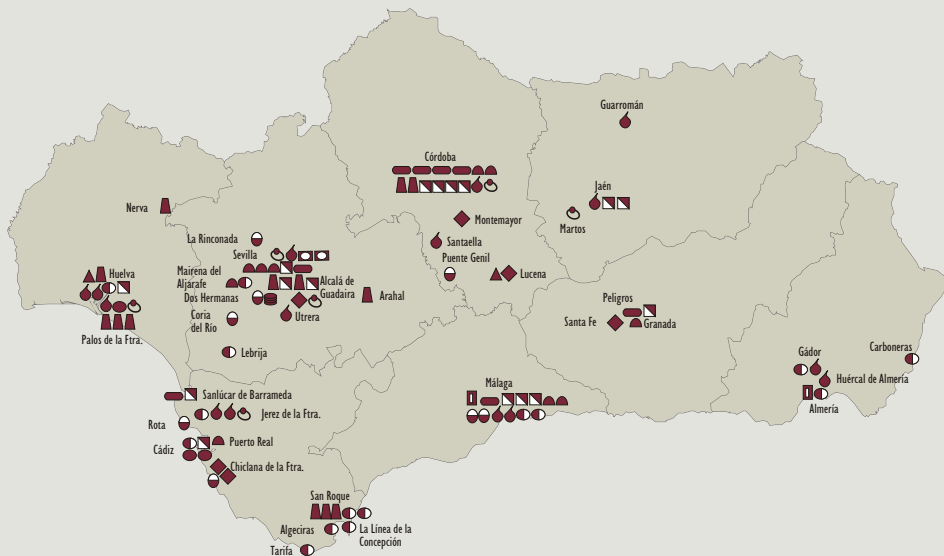 Guarromán
Córdoba
Jaén
Martos
Nerva
Montemayor
La Rinconada
Santaella
Sevilla
Puente Genil
Mairena del
Aljarafe
Huelva
Lucena
Alcalá de
Guadaira
Dos Hermanas
Arahal
Peligros
Coria
del Río
Utrera
Santa Fe
Granada
Palos de la Ftra.
Lebrija
Carboneras
Gádor
Huércal de Almería
Málaga
Almería
Sanlúcar de Barrameda
Jerez de la Ftra.
Rota
Puerto Real
Cádiz
Chiclana de la Ftra.
San Roque
Algeciras
La Línea de la
Concepción
Tarifa